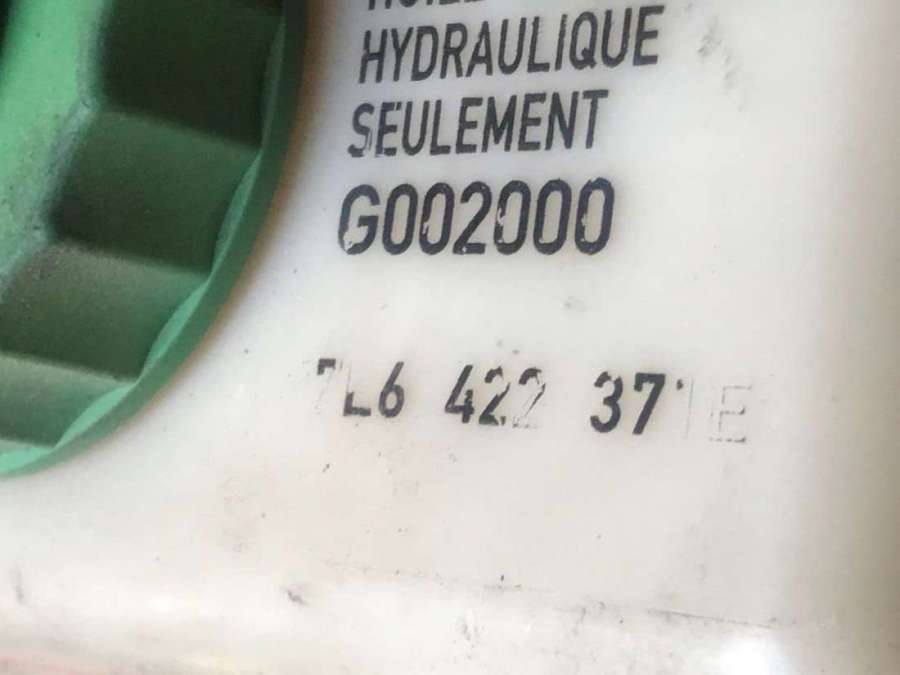 HYDRAULIQUE
SEULEMENT
G002000
7L6 422 371E